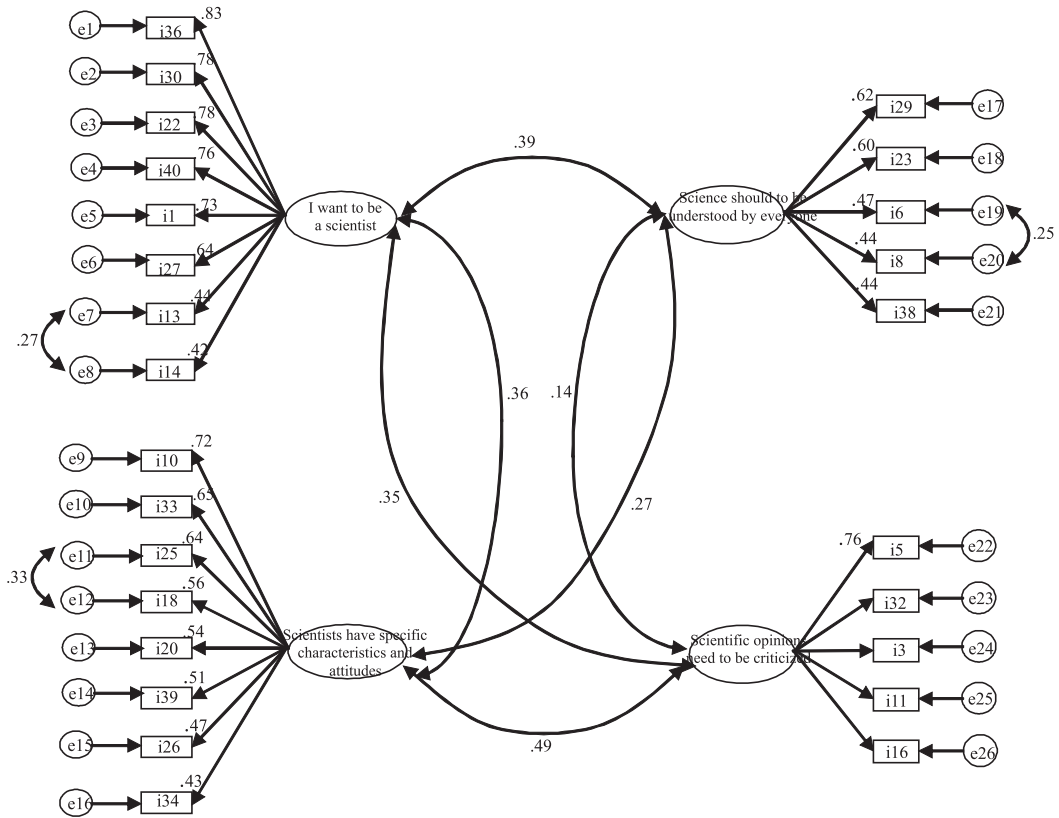 e1 i36 .83
e2 i30 .78
e3 i22 .78
e4 i40 .76
e5 i1 .73
e6 i27 .64
e7 i13 .44
e8 i14 .42
.27
I want to be
a scientist
.39
Science should to be
understood by everyone
.62 i29 e17
.60 i23 e18
.47 i6 e19
.44 i8 e20
.44 i38 e21
.25
.36
.14
.35
.27
e9 i10 .72
e10 i33 .65
e11 i25 .64
e12 i18 .56
e13 i20 .54
e14 i39 .51
e15 i26 .47
e16 i34 .43
.33
Scientists have specific
characteristics and
attitudes
.49
Scientific opinion
need to be criticized
.76 i5 e22
i32 e23
i3 e24
i11 e25
i16 e26